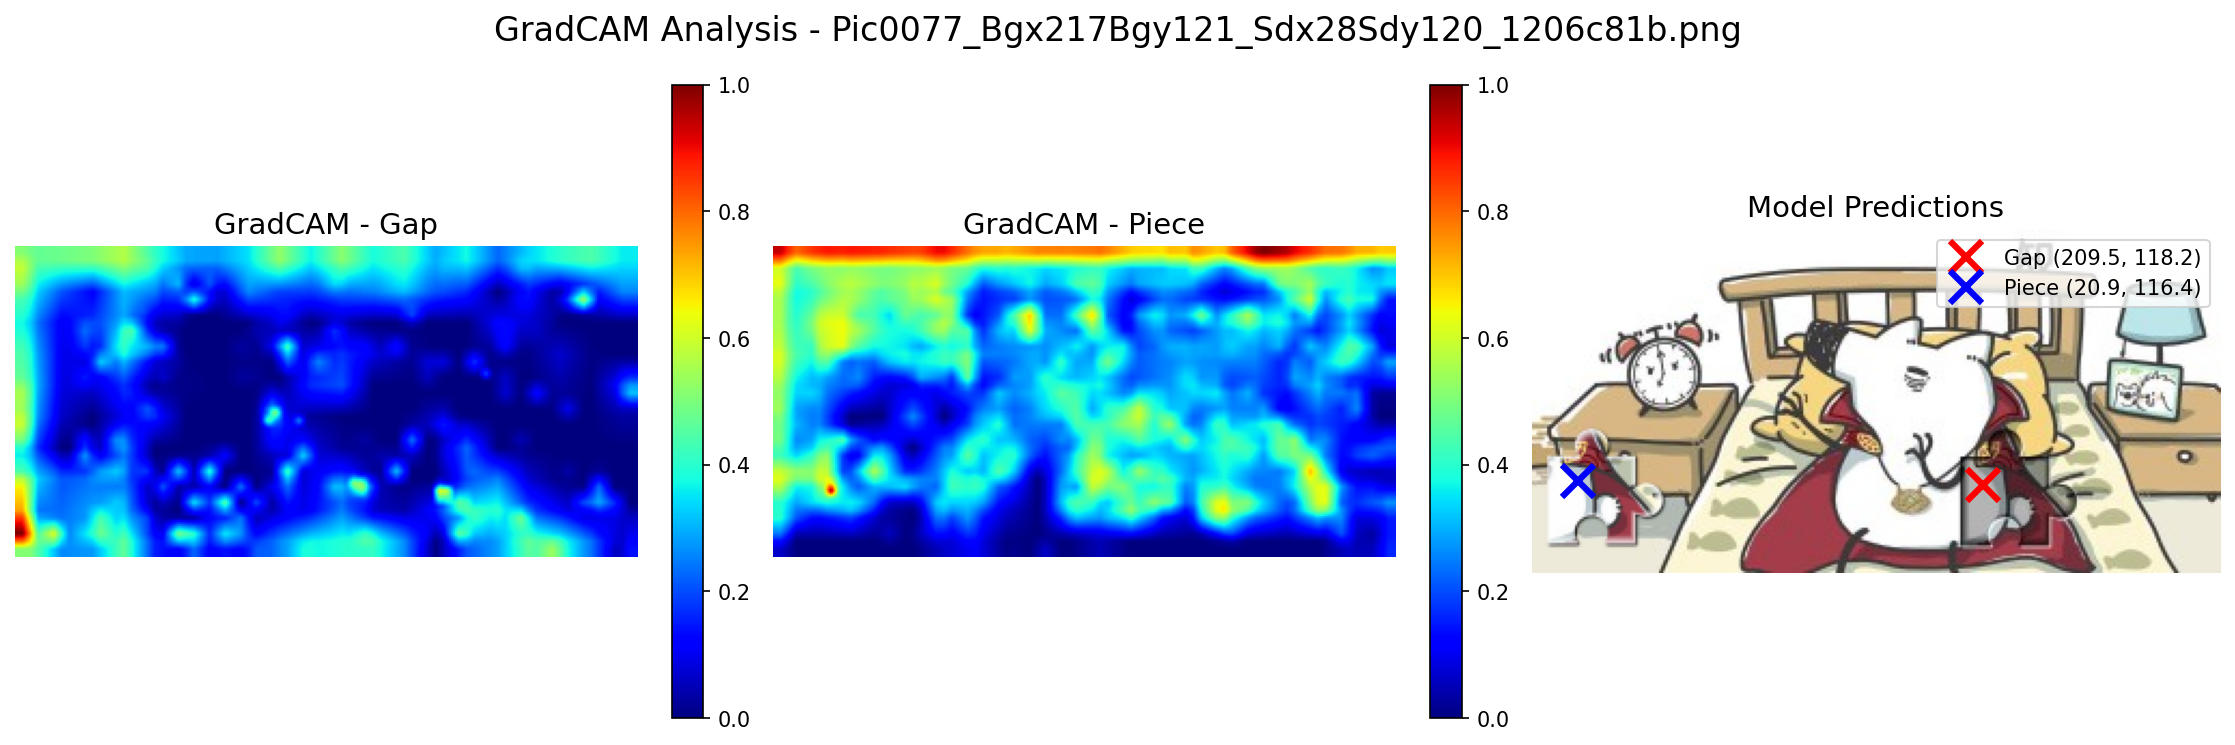 GradCAM Analysis - Pic0077_Bgx217Bgy121_Sdx28Sdy120_1206c81b.png
GradCAM - Gap
1.0
0.8
0.6
0.4
0.2
0.0
GradCAM - Piece
1.0
0.8
0.6
0.4
0.2
0.0
Model Predictions
Gap (209.5, 118.2)
Piece (20.9, 116.4)